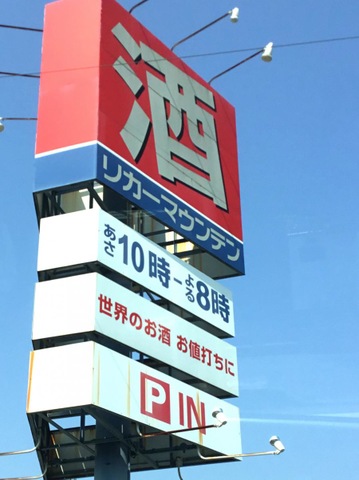 酒
リカーマウンテン
あさ10時-よる8時
世界のお酒 お値打ちに
P IN